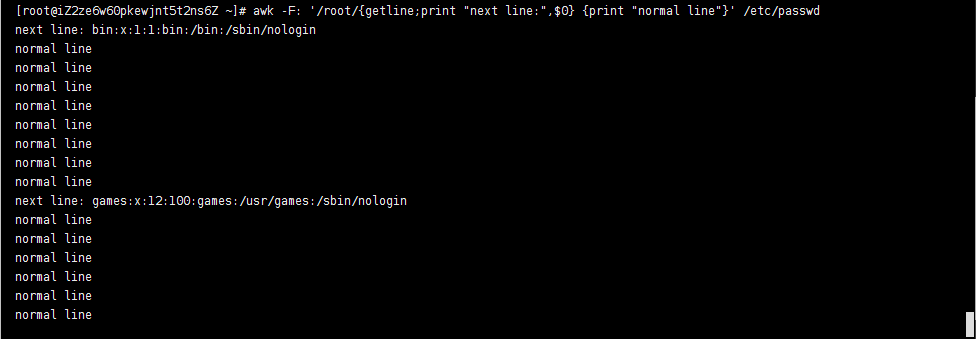 [root@iZ2ze6w60pkewjnt5t2ns6Z ~]# awk -F: '/root/{getline;print "next line:",$0} {print "normal line"}' /etc/passwd
next line: bin:x:1:1:bin:/bin:/sbin/nologin
normal line
normal line
normal line
normal line
normal line
normal line
normal line
normal line
next line: games:x:12:100:games:/usr/games:/sbin/nologin
normal line
normal line
normal line
normal line
normal line
normal line